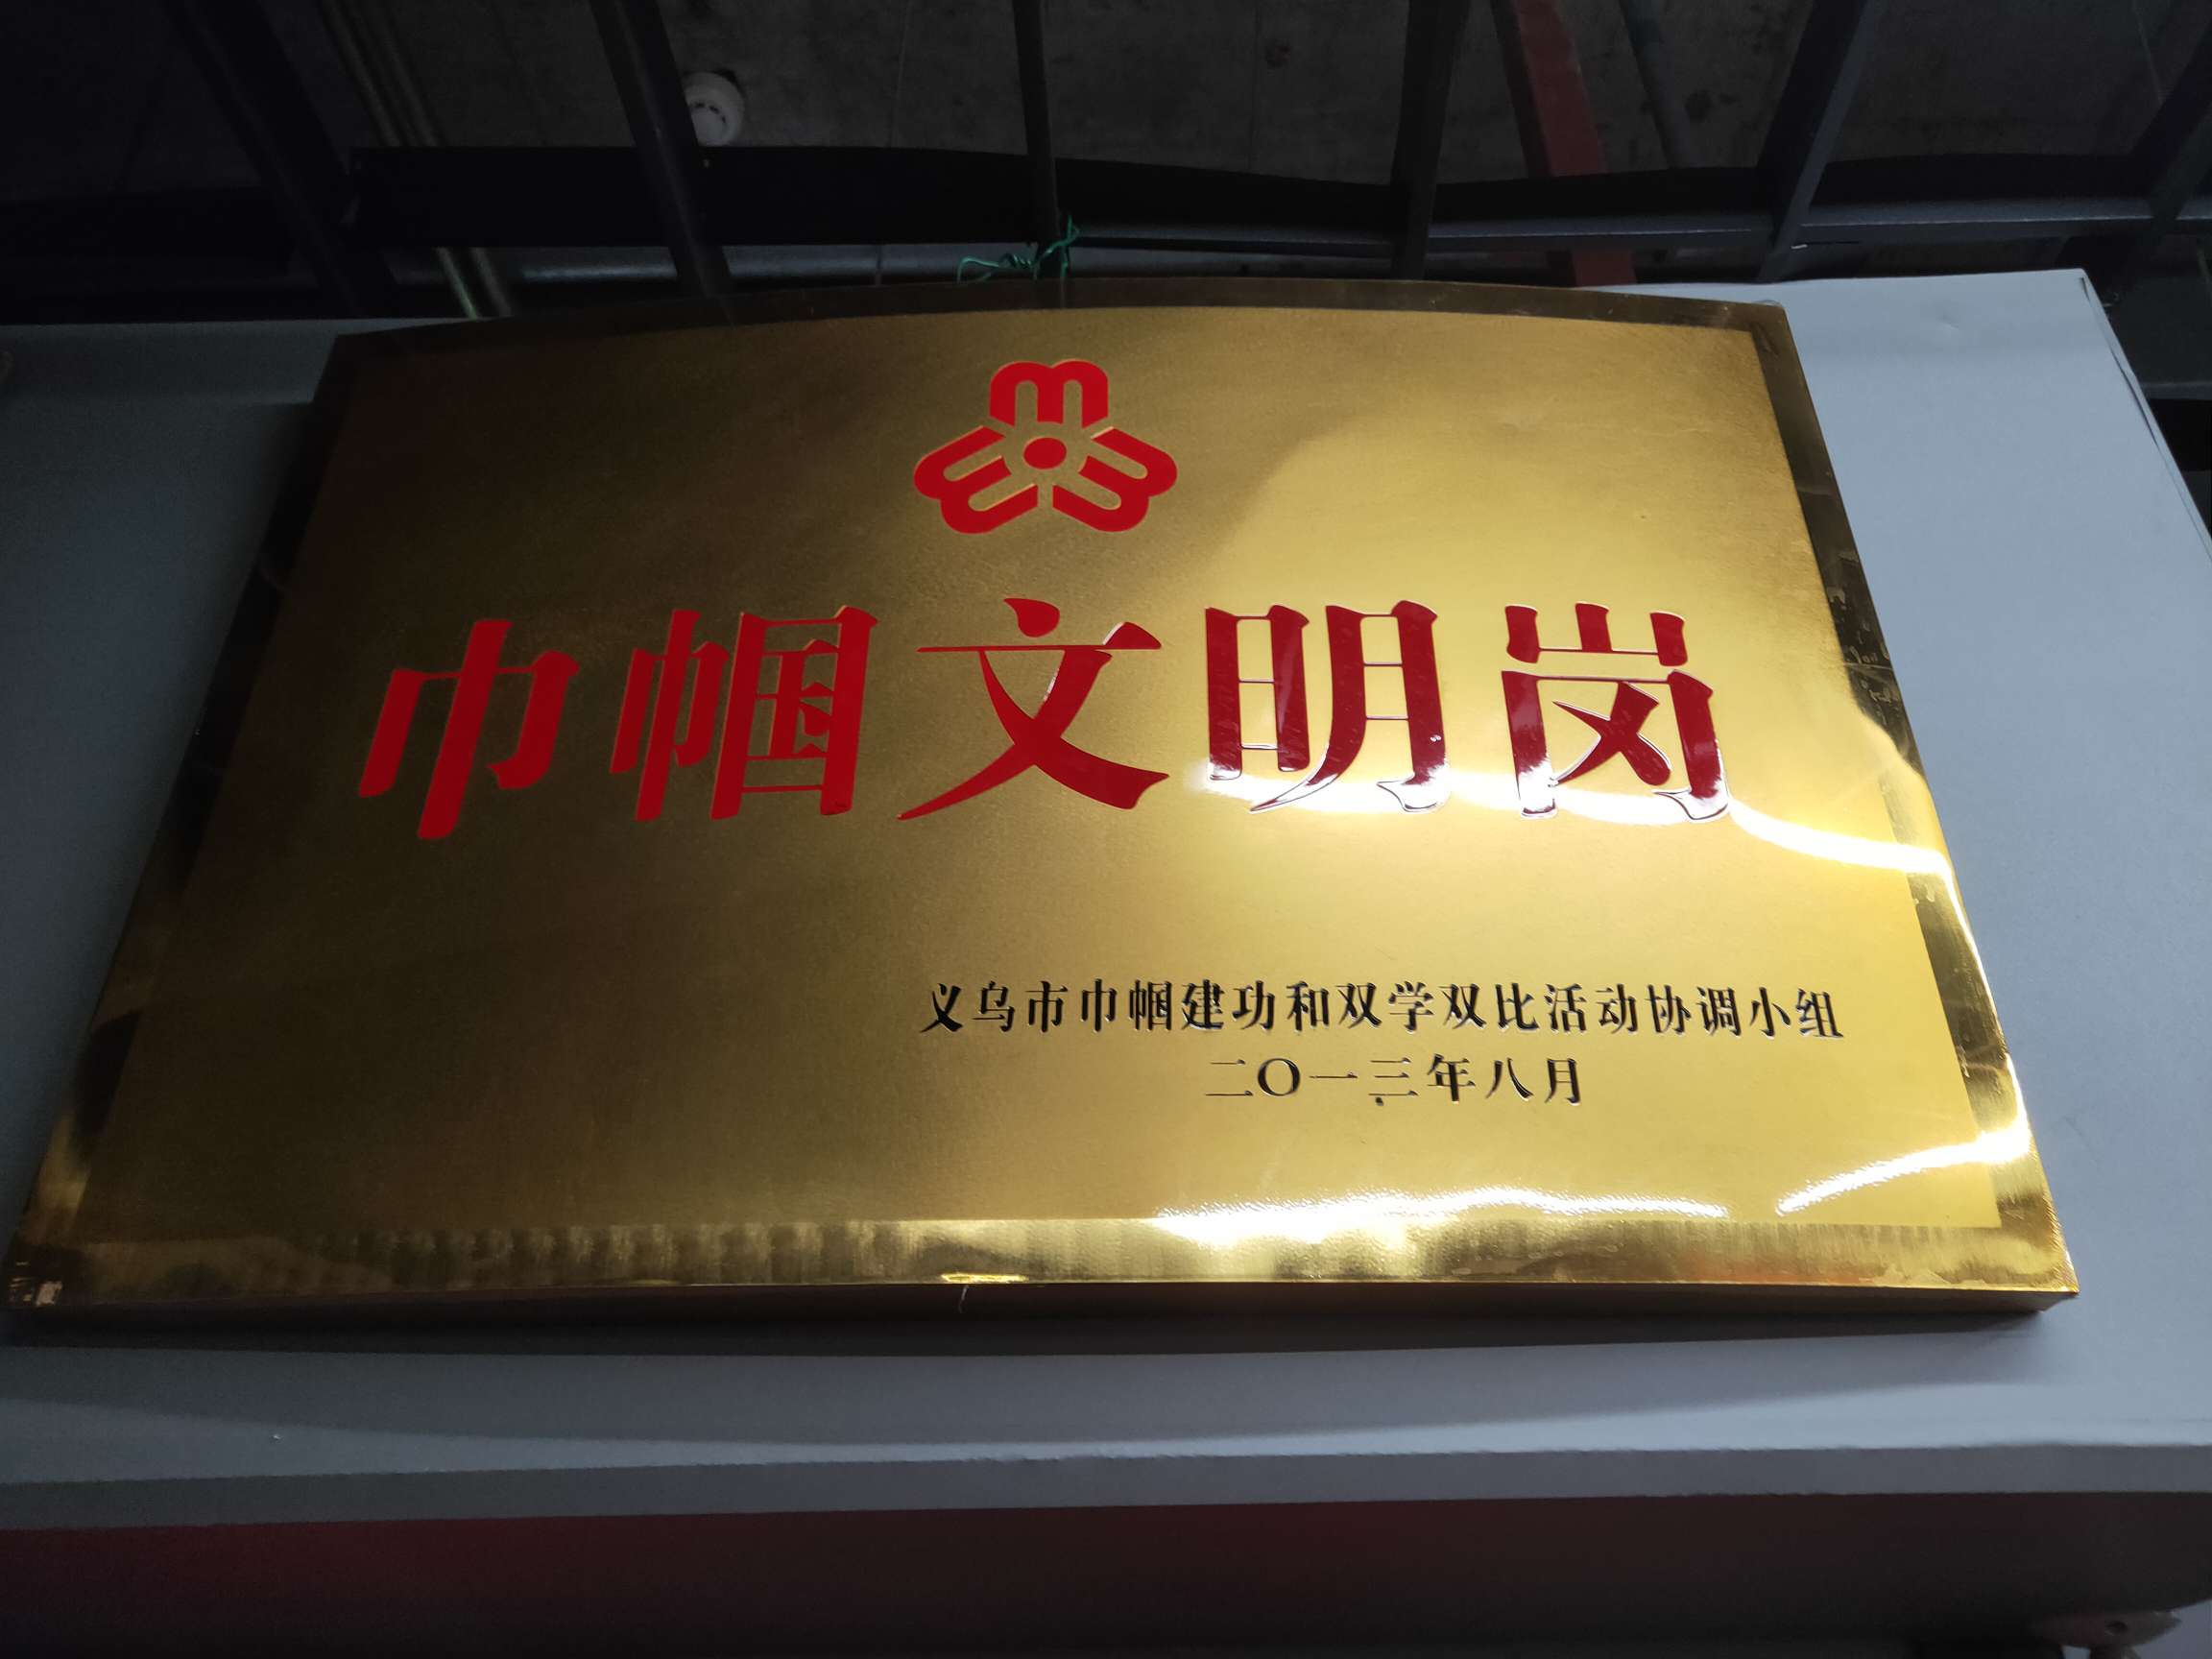 巾帼文明岗
义乌市巾帼建功和双学双比活动协调小组
二〇一三年八月